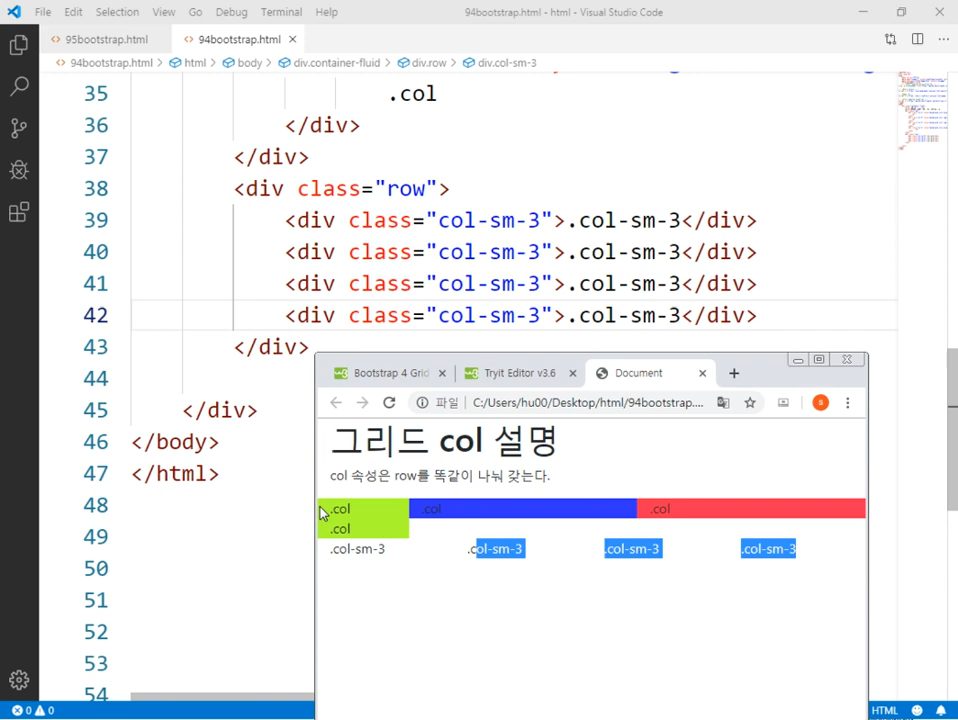 File Edit Selection View Go Debug Terminal Help 94bootstrap.html - html - Visual Studio Code
95bootstrap.html 94bootstrap.html
94bootstrap.html html body div.container-fluid div.row div.col-sm-3
35 .col
36 </div>
37 </div>
38 <div class="row">
39 <div class="col-sm-3">.col-sm-3</div>
40 <div class="col-sm-3">.col-sm-3</div>
41 <div class="col-sm-3">.col-sm-3</div>
42 <div class="col-sm-3">.col-sm-3</div>
43 </div>
44
45 </div>
46 </body>
47 </html>
48
49
50
51
52
53
54
Bootstrap 4 Grid Tryit Editor v3.6 Document
파일 C:/Users/hu00/Desktop/html/94bootstrap....
그리드 col 설명
col 속성은 row를 똑같이 나눠 갖는다.
.col .col .col
.col
.col-sm-3 .col-sm-3 .col-sm-3 .col-sm-3
0 0 HTML